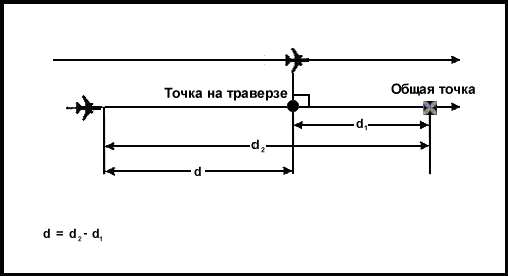 Общая точка
Точка на траверзе
d₁
d₂
d
d = d₂ - d₁